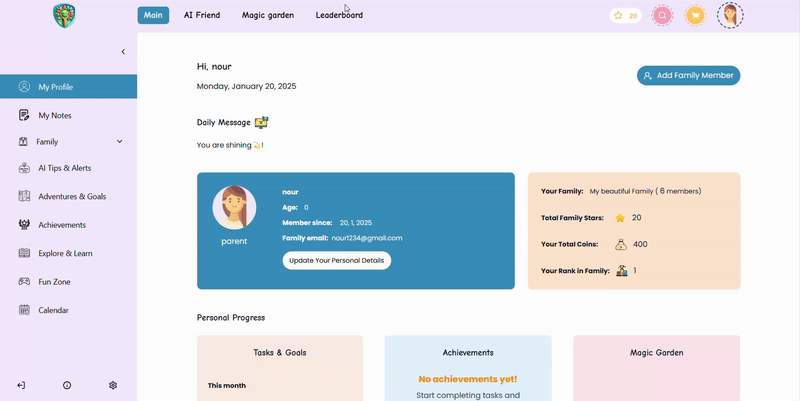 Main AI Friend Magic garden Leaderboard 20
My Profile
My Notes
Family
AI Tips & Alerts
Adventures & Goals
Achievements
Explore & Learn
Fun Zone
Calendar
Hi, nour
Monday, January 20, 2025
Add Family Member
Daily Message
You are shining 💫!
parent
nour
Age: 0
Member since: 20, 1, 2025
Family email: nour1234@gmail.com
Update Your Personal Details
Your Family: My beautiful Family ( 6 members)
Total Family Stars: 20
Your Total Coins: 400
Your Rank in Family: 1
Personal Progress
Tasks & Goals
This month
Achievements
No achievements yet!
Start completing tasks and
Magic Garden